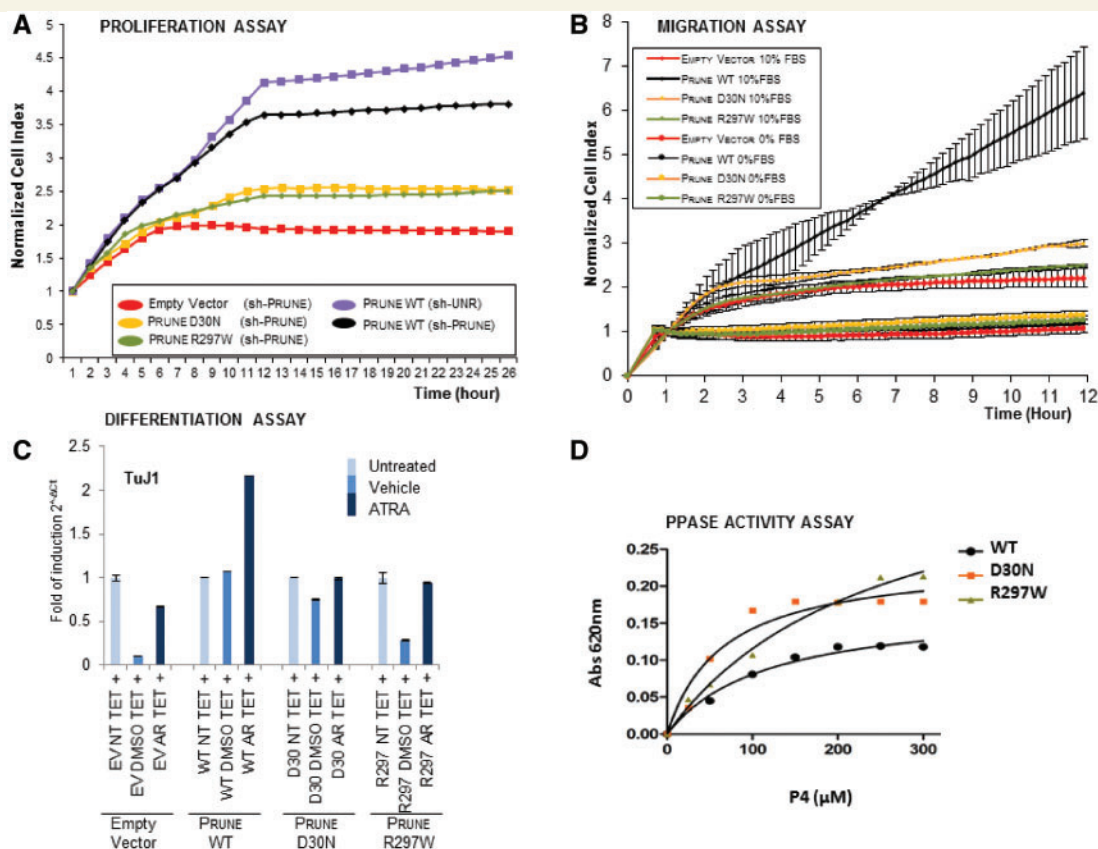 A
PROLIFERATION ASSAY
Normalized Cell Index
5
4.5
4
3.5
3
2.5
2
1.5
1
0.5
0
Empty Vector (sh-PRUNE)
PRUNE D30N (sh-PRUNE)
PRUNE R297W (sh-PRUNE)
PRUNE WT (sh-UNR)
PRUNE WT (sh-PRUNE)
1 2 3 4 5 6 7 8 9 10 11 12 13 14 15 16 17 18 19 20 21 22 23 24 25 26
Time (hour)
B
MIGRATION ASSAY
Normalized Cell Index
8
7
6
5
4
3
2
1
0
EMPTY VECTOR 10% FBS
PRUNE WT 10%FBS
PRUNE D30N 10%FBS
PRUNE R297W 10%FBS
EMPTY VECTOR 0% FBS
PRUNE WT 0%FBS
PRUNE D30N 0%FBS
PRUNE R297W 0%FBS
0 1 2 3 4 5 6 7 8 9 10 11 12
Time (Hour)
DIFFERENTIATION ASSAY
C
TuJ1
Fold of induction 2^-ΔCt
2.5
2
1.5
1
0.5
0
Untreated
Vehicle
ATRA
EV NT TET +
EV DMSO TET +
EV AR TET +
WT NT TET +
WT DMSO TET +
WT AR TET +
D30 NT TET +
D30 DMSO TET +
D30 AR TET +
R297 NT TET +
R297 DMSO TET +
R297 AR TET +
Empty
Vector
PRUNE
WT
PRUNE
D30N
PRUNE
R297W
D
PPASE ACTIVITY ASSAY
Abs 620nm
0.25
0.20
0.15
0.10
0.05
0.00
0 100 200 300
P4 (µM)
WT
D30N
R297W